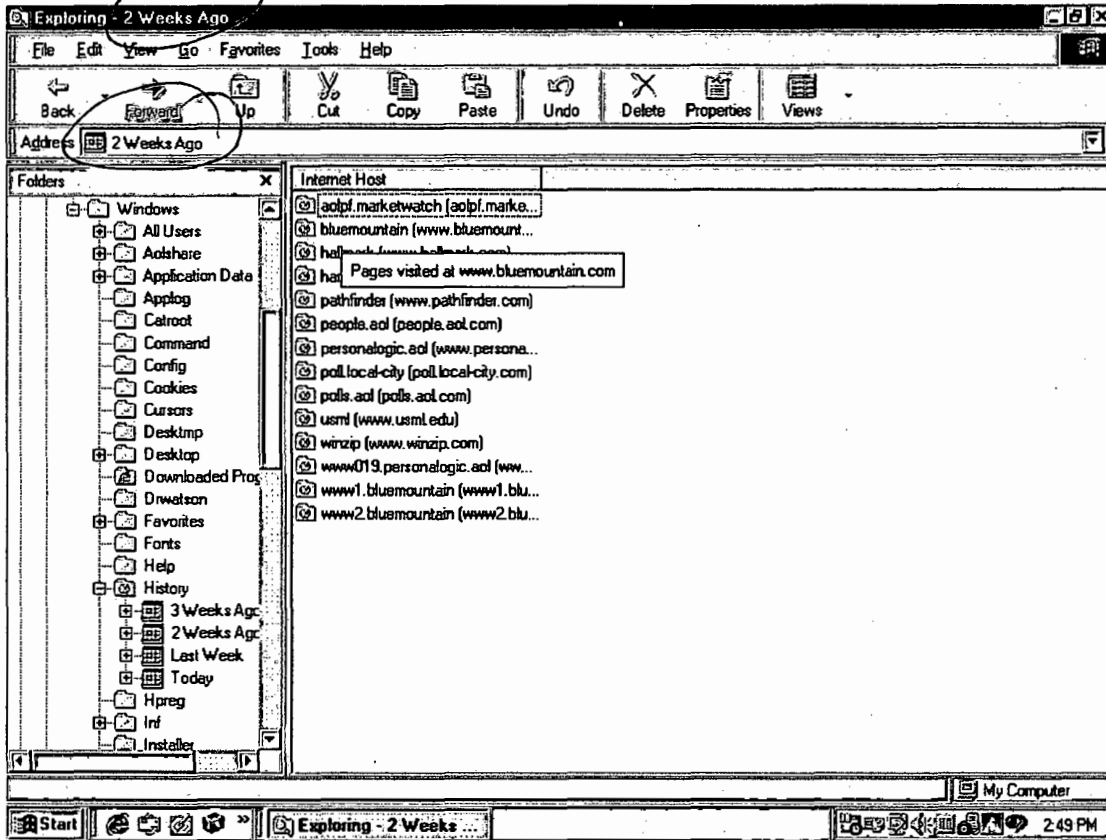 Exploring - 2 Weeks Ago
File Edit View Go Favorites Tools Help
Back Forward Up Cut Copy Paste Undo Delete Properties Views
Address 2 Weeks Ago
Folders x
Internet Host
Windows
All Users
Aolshare
Application Data
Applog
Catroot
Command
Config
Cookies
Cursors
Desktmp
Desktop
Downloaded Prog
Drwatson
Favorites
Fonts
Help
History
3 Weeks Ago
2 Weeks Ago
Last Week
Today
Hpreg
Inf
_Installer
aolpf.marketwatch (aolpf.marke...
bluemountain (www.bluemount...
hallmark (www.hallmark.com)
Pages visited at www.bluemountain.com
pathfinder (www.pathfinder.com)
people.aol (people.aol.com)
personalogic.aol (www.persona...
poll.local-city (poll.local-city.com)
polls.aol (polls.aol.com)
usml (www.usml.edu)
winzip (www.winzip.com)
www019.personalogic.aol (ww...
www1.bluemountain (www1.blu...
www2.bluemountain (www2.blu...
My Computer
Start » Exploring - 2 Weeks ... 2:49 PM